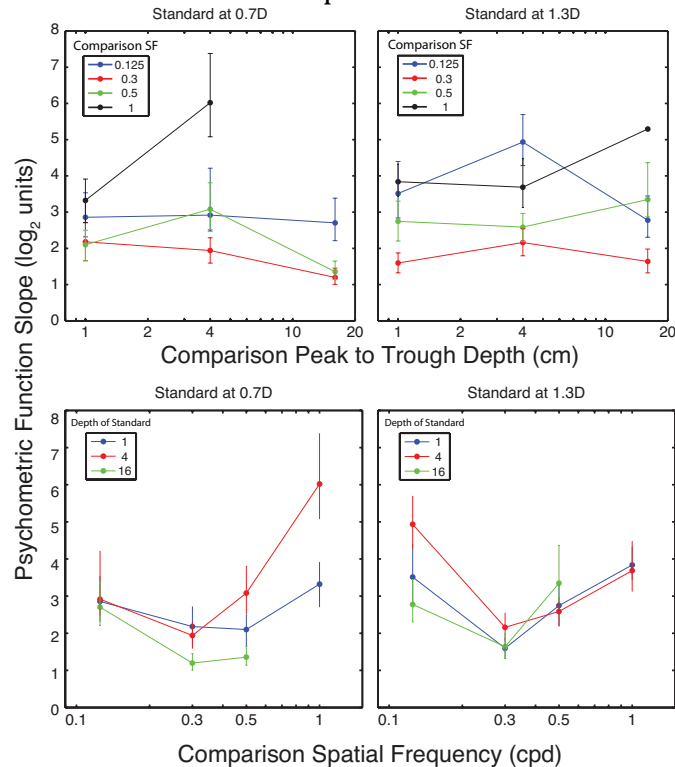 Standard at 0.7D
Standard at 1.3D
Psychometric Function Slope (log2 units)
8
7
6
5
4
3
2
1
0
Comparison SF
0.125
0.3
0.5
1
Comparison SF
0.125
0.3
0.5
1
1 2 4 10 20
1 2 4 10 20
Comparison Peak to Trough Depth (cm)
Standard at 0.7D
Standard at 1.3D
8
7
6
5
4
3
2
1
0
Depth of Standard
1
4
16
Depth of Standard
1
4
16
0.1 0.3 0.5 1
0.1 0.3 0.5 1
Comparison Spatial Frequency (cpd)